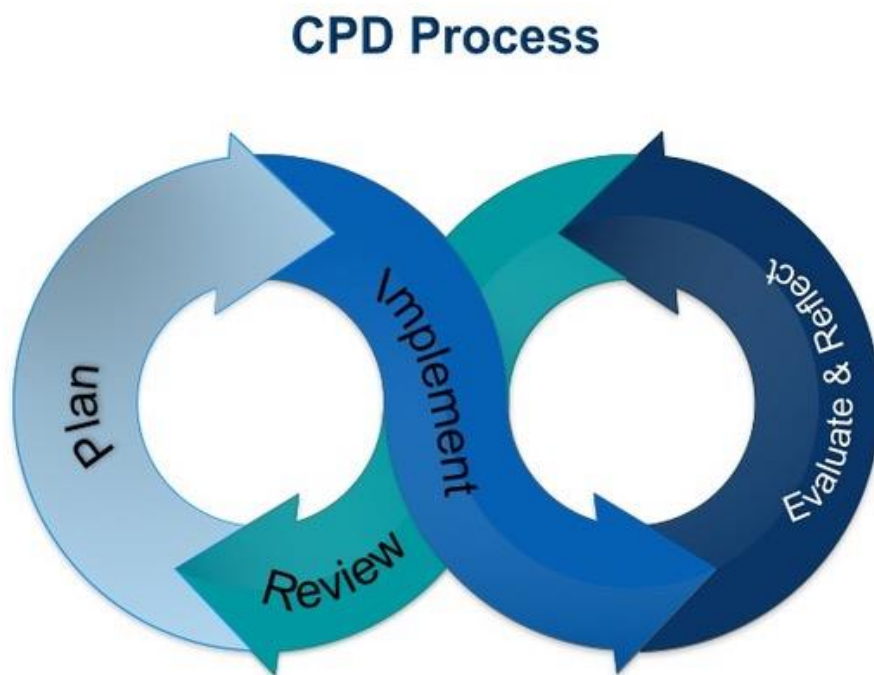 CPD Process
Plan
Implement
Evaluate & Reflect
Review